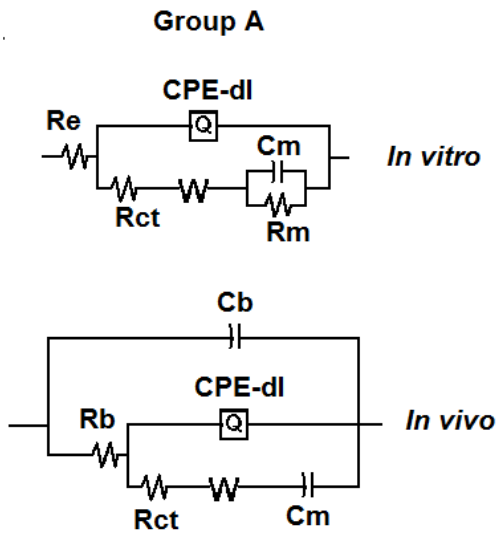 Group A
CPE-dl
Re
Q
Cm
In vitro
Rct
Rm
Cb
CPE-dl
Rb
Q
In vivo
Rct
Cm